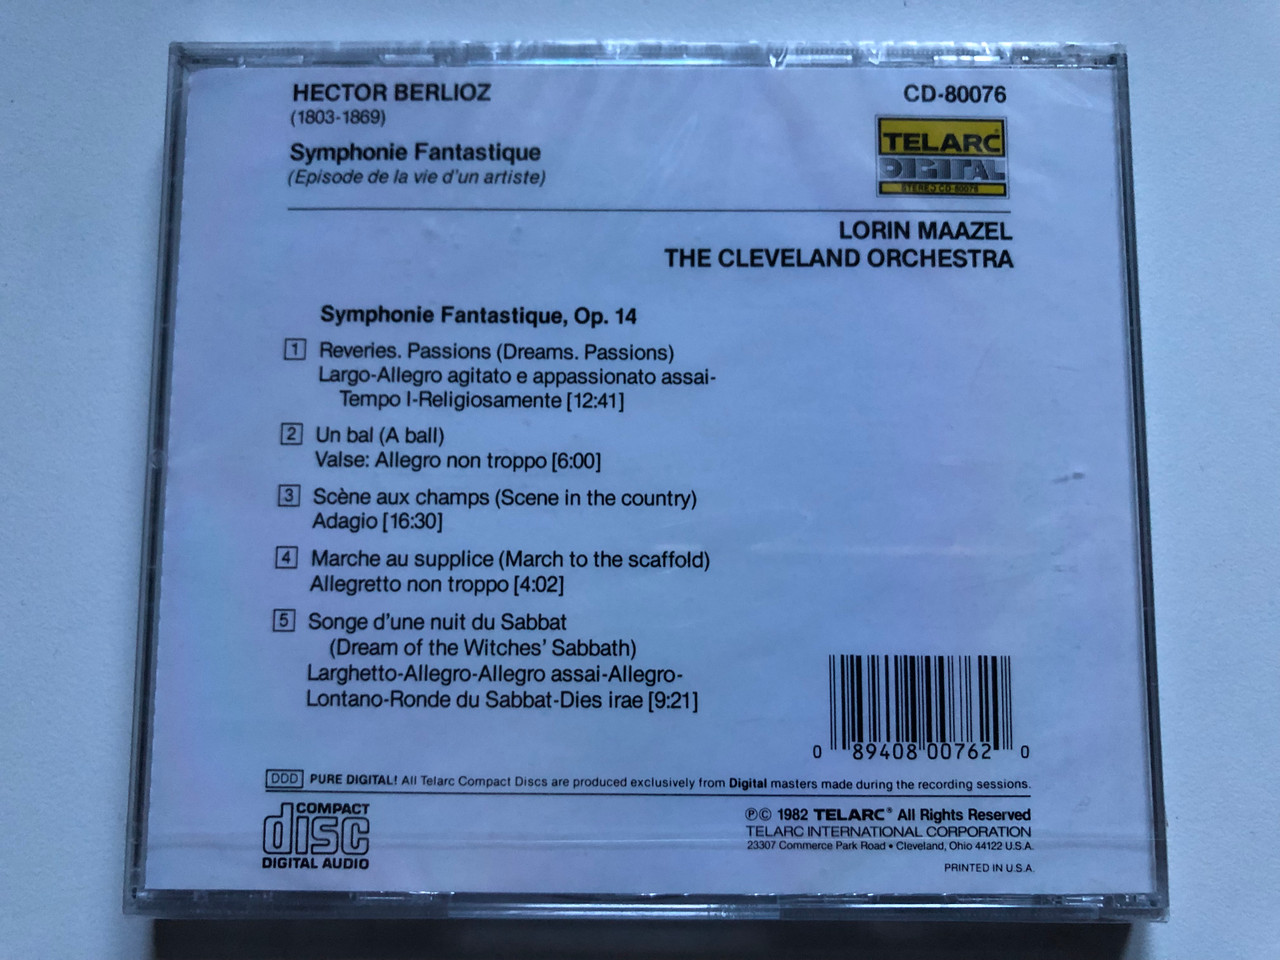 HECTOR BERLIOZ
(1803-1869)
Symphonie Fantastique
(Episode de la vie d'un artiste)
CD-80076
TELARC®
DIGITAL
STEREO CD-80076
LORIN MAAZEL
THE CLEVELAND ORCHESTRA
Symphonie Fantastique, Op. 14
1 Reveries. Passions (Dreams. Passions)
Largo-Allegro agitato e appassionato assai-
Tempo I-Religiosamente [12:41]
2 Un bal (A ball)
Valse: Allegro non troppo [6:00]
3 Scène aux champs (Scene in the country)
Adagio [16:30]
4 Marche au supplice (March to the scaffold)
Allegretto non troppo [4:02]
5 Songe d'une nuit du Sabbat
(Dream of the Witches' Sabbath)
Larghetto-Allegro-Allegro assai-Allegro-
Lontano-Ronde du Sabbat-Dies irae [9:21]
0 89408 00762 0
DDD PURE DIGITAL! All Telarc Compact Discs are produced exclusively from Digital masters made during the recording sessions.
COMPACT
disc
DIGITAL AUDIO
℗© 1982 TELARC® All Rights Reserved
TELARC INTERNATIONAL CORPORATION
23307 Commerce Park Road • Cleveland, Ohio 44122 U.S.A.
PRINTED IN U.S.A.